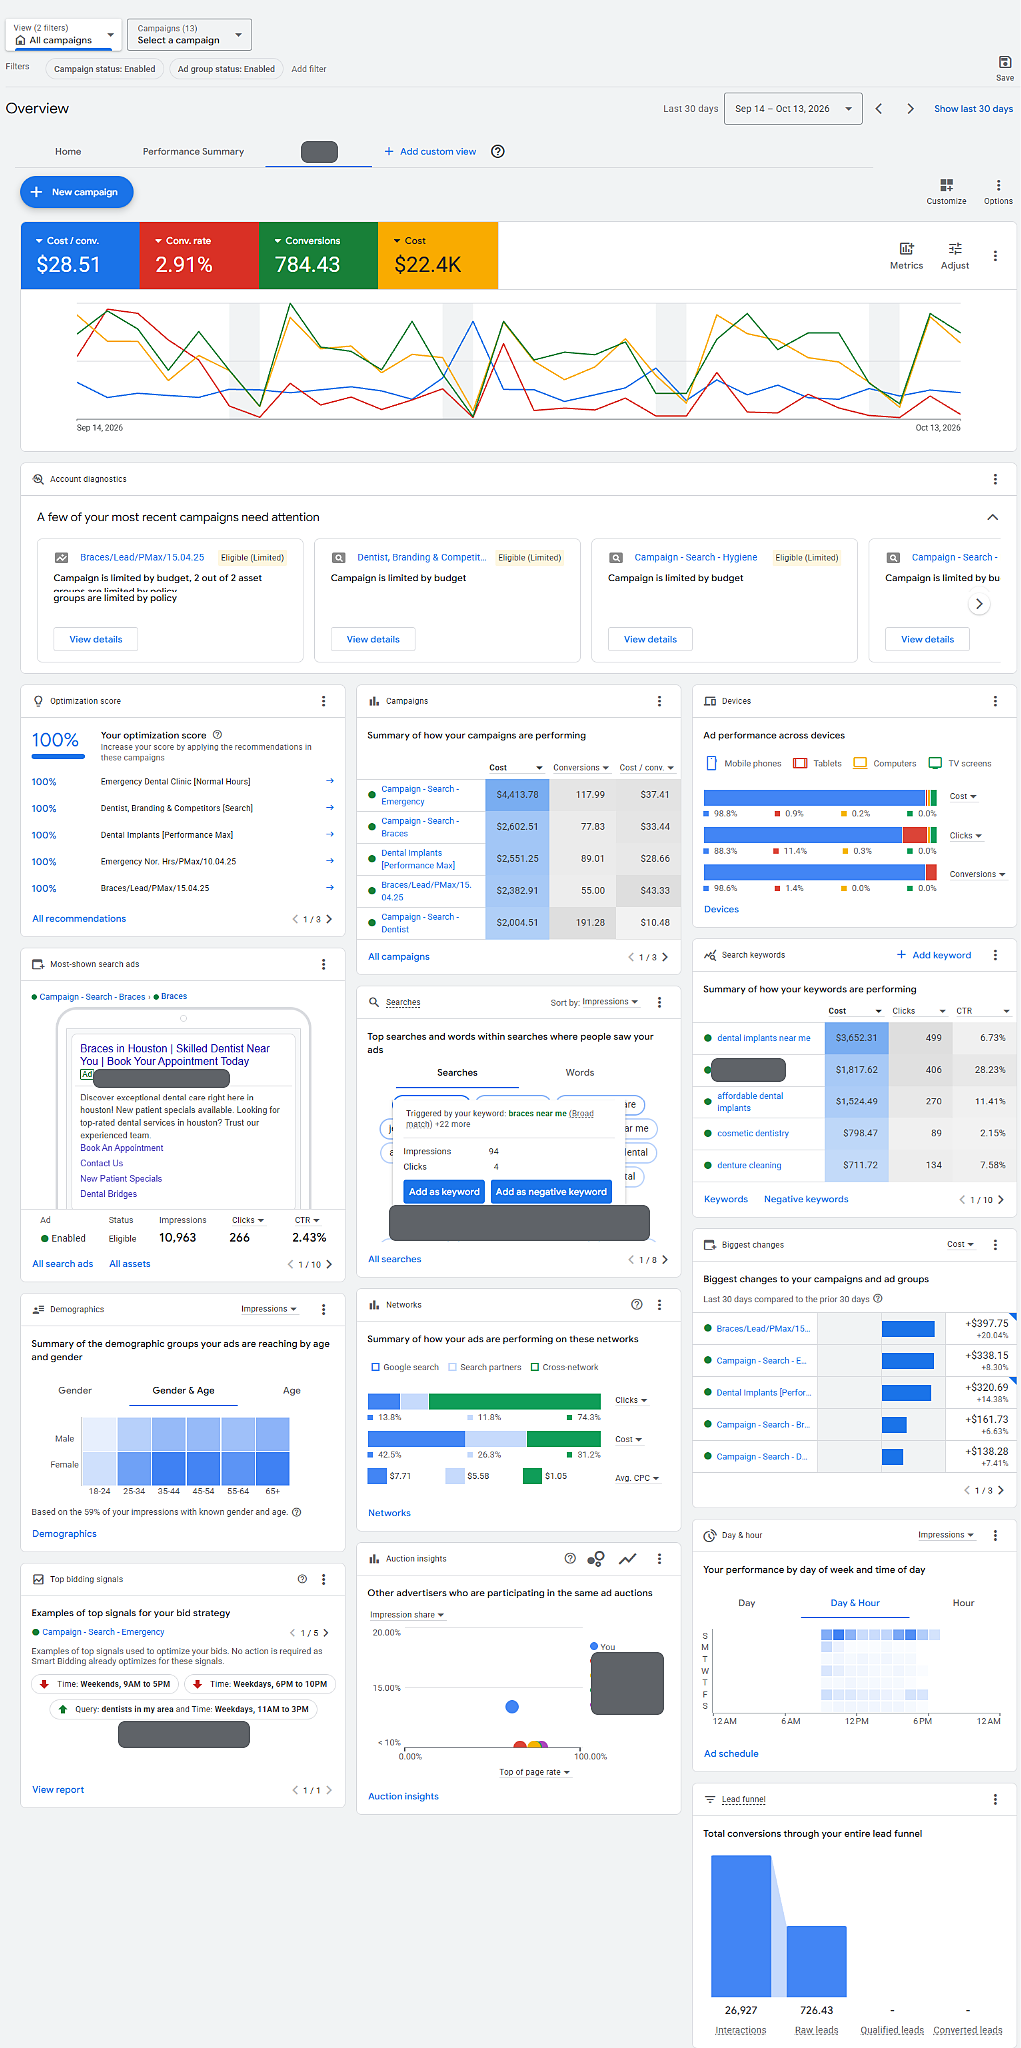 View (2 filters)
All campaigns
Campaigns (13)
Select a campaign
Filters
Campaign status: Enabled
Ad group status: Enabled
Add filter
Save
Overview
Last 30 days
Sep 14 – Oct 13, 2026
Show last 30 days
Home
Performance Summary
Add custom view
New campaign
Customize
Options
Cost / conv.
$28.51
Conv. rate
2.91%
Conversions
784.43
Cost
$22.4K
Metrics
Adjust
Sep 14, 2026
Oct 13, 2026
Account diagnostics
A few of your most recent campaigns need attention
Braces/Lead/PMax/15.04.25
Eligible (Limited)
Campaign is limited by budget, 2 out of 2 asset
groups are limited by policy
groups are limited by policy
View details
Dentist, Branding & Competit...
Eligible (Limited)
Campaign is limited by budget
View details
Campaign - Search - Hygiene
Eligible (Limited)
Campaign is limited by budget
View details
Campaign - Search -
Campaign is limited by bu
View details
Optimization score
100%
Your optimization score
Increase your score by applying the recommendations in
these campaigns
100%
Emergency Dental Clinic [Normal Hours]
100%
Dentist, Branding & Competitors [Search]
100%
Dental Implants [Performance Max]
100%
Emergency Nor. Hrs/PMax/10.04.25
100%
Braces/Lead/PMax/15.04.25
All recommendations
1 / 3
Most-shown search ads
Campaign - Search - Braces › Braces
Braces in Houston | Skilled Dentist Near
You | Book Your Appointment Today
Ad
Discover exceptional dental care right here in
houston! New patient specials available. Looking for
top-rated dental services in houston? Trust our
experienced team.
Book An Appointment
Contact Us
New Patient Specials
Dental Bridges
Ad
Status
Impressions
Clicks
CTR
Enabled
Eligible
10,963
266
2.43%
All search ads
All assets
1 / 10
Demographics
Impressions
Summary of the demographic groups your ads are reaching by age
and gender
Gender
Gender & Age
Age
Male
Female
18-24
25-34
35-44
45-54
55-64
65+
Based on the 59% of your impressions with known gender and age.
Demographics
Top bidding signals
Examples of top signals for your bid strategy
Campaign - Search - Emergency
1 / 5
Examples of top signals used to optimize your bids. No action is required as
Smart Bidding already optimizes for these signals.
Time: Weekends, 9AM to 5PM
Time: Weekdays, 6PM to 10PM
Query: dentists in my area and Time: Weekdays, 11AM to 3PM
View report
1 / 1
Campaigns
Summary of how your campaigns are performing
Cost
Conversions
Cost / conv.
Campaign - Search -
Emergency
$4,413.78
117.99
$37.41
Campaign - Search -
Braces
$2,602.51
77.83
$33.44
Dental Implants
[Performance Max]
$2,551.25
89.01
$28.66
Braces/Lead/PMax/15.
04.25
$2,382.91
55.00
$43.33
Campaign - Search -
Dentist
$2,004.51
191.28
$10.48
All campaigns
1 / 3
Searches
Sort by: Impressions
Top searches and words within searches where people saw your
ads
Searches
Words
Triggered by your keyword: braces near me (Broad
match) +22 more
Impressions
94
Clicks
4
Add as keyword
Add as negative keyword
are
ar me
lental
tal
All searches
1 / 8
Networks
Summary of how your ads are performing on these networks
Google search
Search partners
Cross-network
Clicks
13.8%
11.8%
74.3%
Cost
42.5%
26.3%
31.2%
$7.71
$5.58
$1.05
Avg. CPC
Networks
Auction insights
Other advertisers who are participating in the same ad auctions
Impression share
20.00%
15.00%
< 10%
0.00%
100.00%
You
Top of page rate
Auction insights
Devices
Ad performance across devices
Mobile phones
Tablets
Computers
TV screens
Cost
98.8%
0.9%
0.2%
0.0%
Clicks
88.3%
11.4%
0.3%
0.0%
Conversions
98.6%
1.4%
0.0%
0.0%
Devices
Search keywords
Add keyword
Summary of how your keywords are performing
Cost
Clicks
CTR
dental implants near me
$3,652.31
499
6.73%
$1,817.62
406
28.23%
affordable dental
implants
$1,524.49
270
11.41%
cosmetic dentistry
$798.47
89
2.15%
denture cleaning
$711.72
134
7.58%
Keywords
Negative keywords
1 / 10
Biggest changes
Cost
Biggest changes to your campaigns and ad groups
Last 30 days compared to the prior 30 days
Braces/Lead/PMax/15...
+$397.75
+20.04%
Campaign - Search - E...
+$338.15
+8.30%
Dental Implants [Perfor...
+$320.69
+14.38%
Campaign - Search - Br...
+$161.73
+6.63%
Campaign - Search - D...
+$138.28
+7.41%
1 / 3
Day & hour
Impressions
Your performance by day of week and time of day
Day
Day & Hour
Hour
S
M
T
W
T
F
S
12 AM
6 AM
12 PM
6 PM
12 AM
Ad schedule
Lead funnel
Total conversions through your entire lead funnel
26,927
726.43
-
-
Interactions
Raw leads
Qualified leads
Converted leads